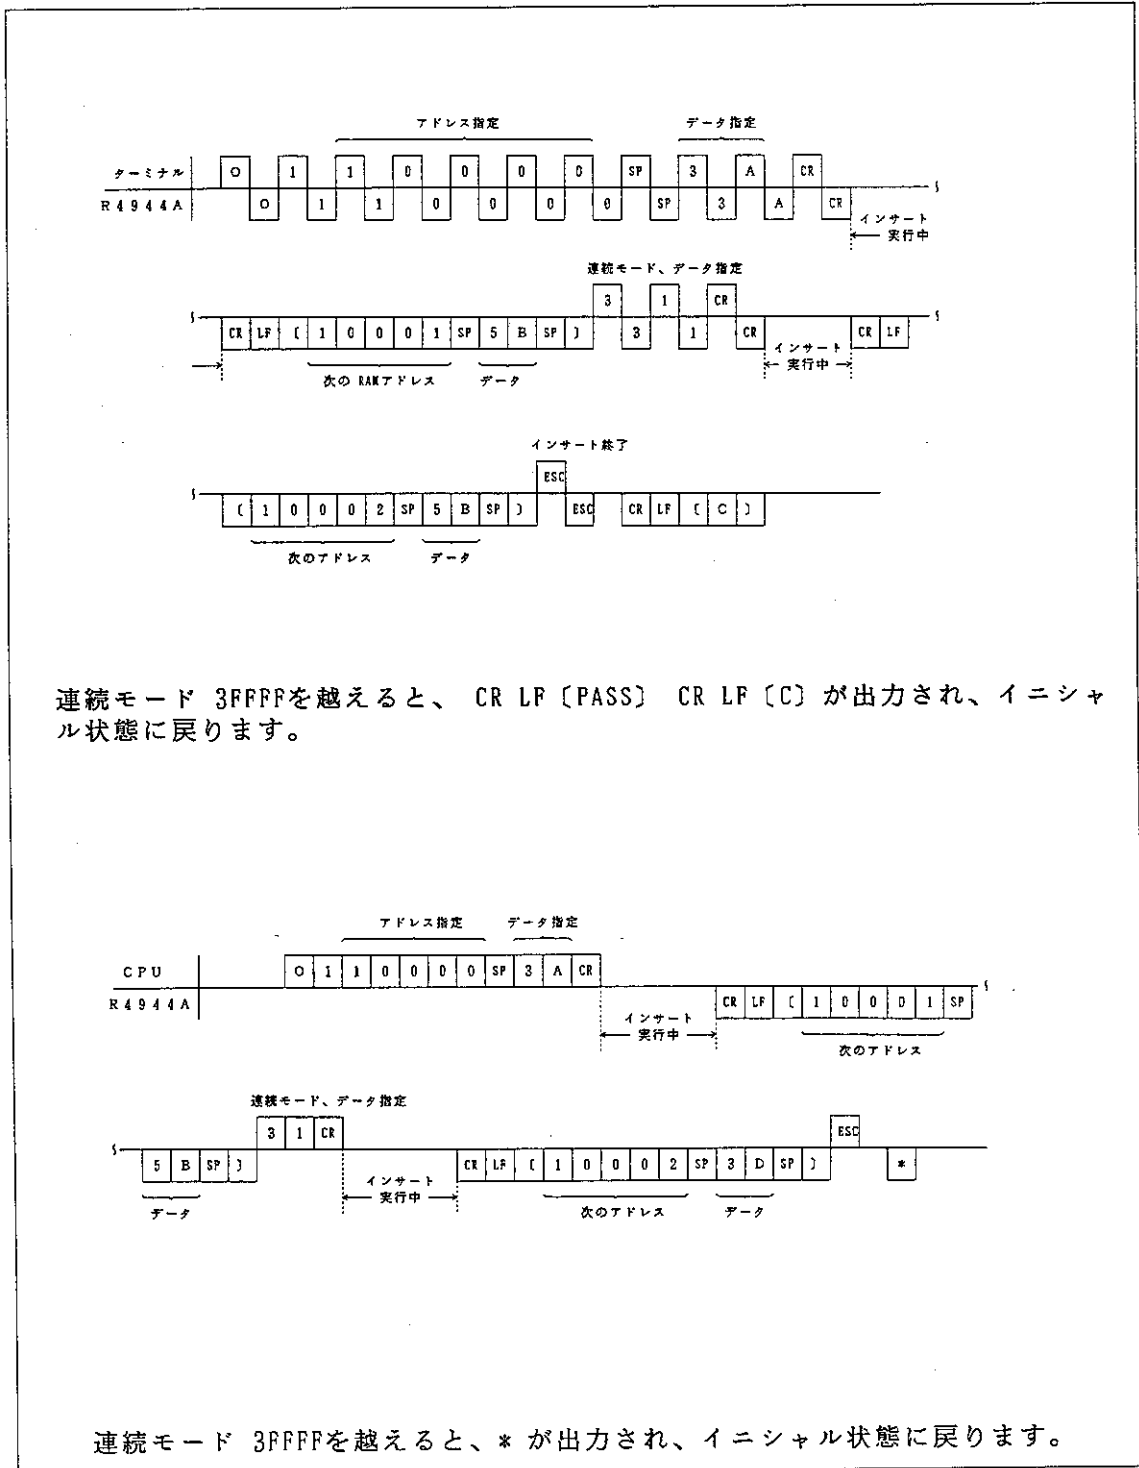 アドレス指定 データ指定
ターミナル O 1 1 0 0 0 0 SP 3 A CR
R4944A O 1 1 0 0 0 0 SP 3 A CR
インサート
実行中
連続モード、データ指定
3 1 CR
CR LF [ 1 0 0 0 1 SP 5 B SP ] 3 1 CR CR LF
インサート
実行中
次の RAMアドレス データ
インサート終了
ESC
[ 1 0 0 0 2 SP 5 B SP ] ESC CR LF [ C ]
次のアドレス データ
連続モード 3FFFFを越えると、 CR LF〔PASS〕 CR LF〔C〕が出力され、イニシャ
ル状態に戻ります。
アドレス指定 データ指定
CPU O 1 1 0 0 0 0 SP 3 A CR
R4944A CR LF [ 1 0 0 0 1 SP
インサート
実行中
次のアドレス
連続モード、データ指定
3 1 CR ESC
5 B SP ] CR LF [ 1 0 0 0 2 SP 3 D SP ] *
インサート
実行中
データ 次のアドレス データ
連続モード 3FFFFを越えると、* が出力され、イニシャル状態に戻ります。